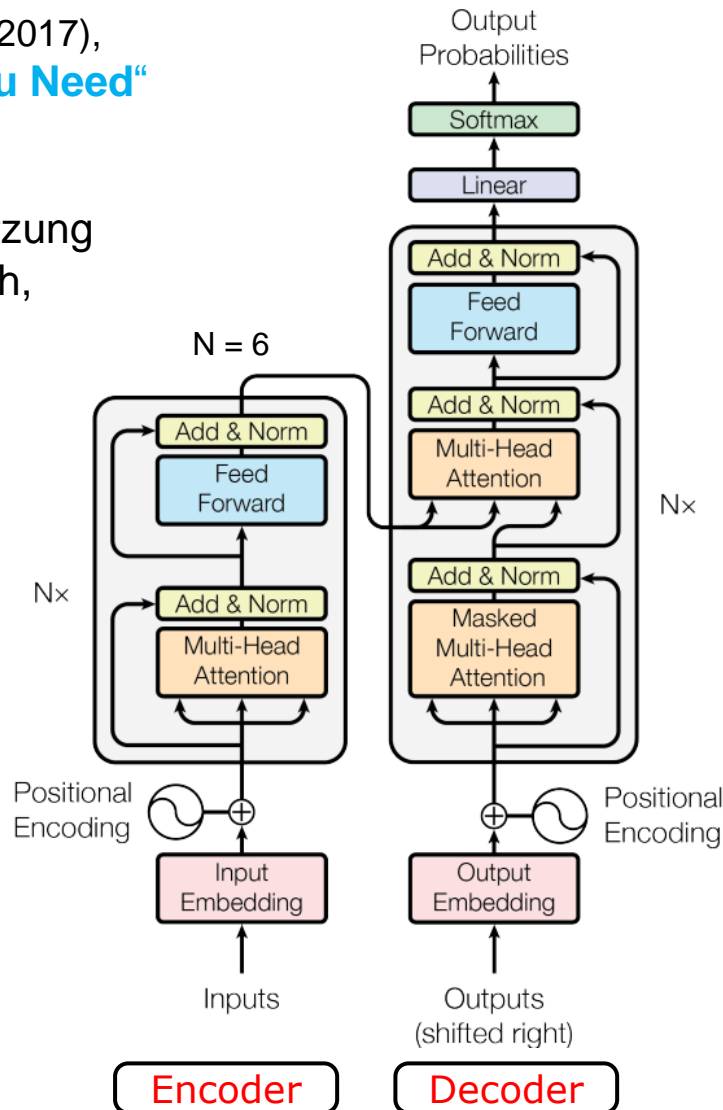 2017),
u Need“
rzung
h,
N = 6
Output
Probabilities
Softmax
Linear
Add & Norm
Feed
Forward
Add & Norm
Multi-Head
Attention
Add & Norm
Masked
Multi-Head
Attention
N×
Add & Norm
Feed
Forward
Add & Norm
Multi-Head
Attention
N×
Positional
Encoding
Positional
Encoding
Input
Embedding
Output
Embedding
Inputs
Outputs
(shifted right)
Encoder
Decoder